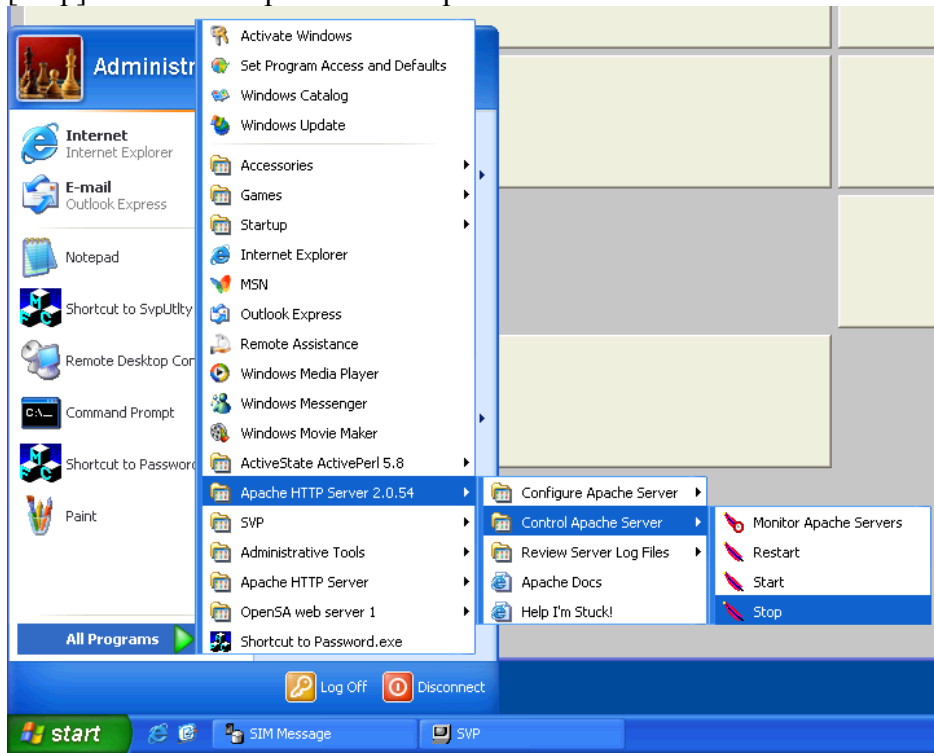 Administr
Internet
Internet Explorer
E-mail
Outlook Express
Notepad
Shortcut to SvpUtlty
Remote Desktop Con
C:\_
Command Prompt
Shortcut to Passwor
Paint
All Programs
Activate Windows
Set Program Access and Defaults
Windows Catalog
Windows Update
Accessories
Games
Startup
Internet Explorer
MSN
Outlook Express
Remote Assistance
Windows Media Player
Windows Messenger
Windows Movie Maker
ActiveState ActivePerl 5.8
Apache HTTP Server 2.0.54
SVP
Administrative Tools
Apache HTTP Server
OpenSA web server 1
Shortcut to Password.exe
Configure Apache Server
Control Apache Server
Review Server Log Files
Apache Docs
Help I'm Stuck!
Monitor Apache Servers
Restart
Start
Stop
Log Off
Disconnect
start
SIM Message
SVP